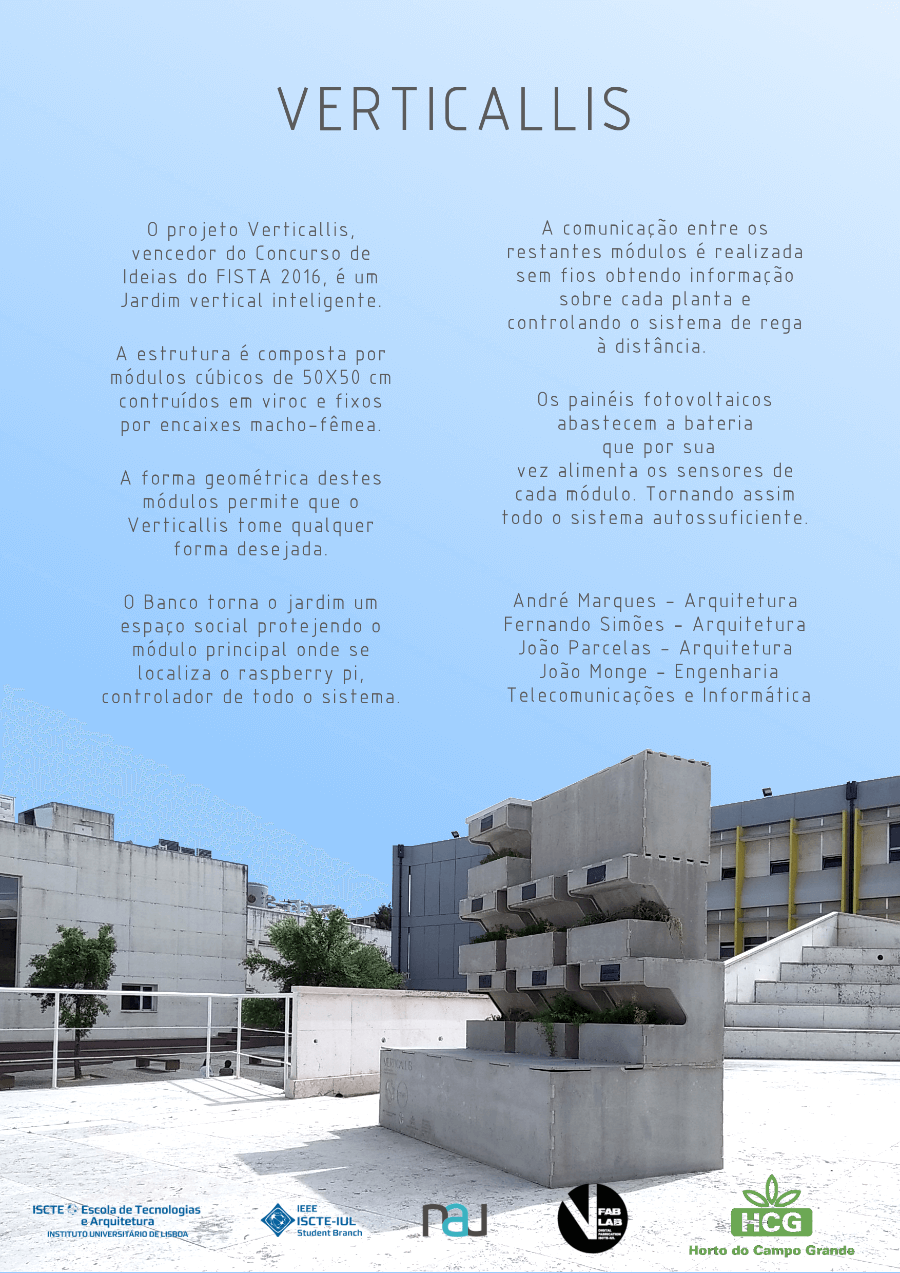 VERTICALLIS
O projeto Verticallis,
vencedor do Concurso de
Ideias do FISTA 2016, é um
Jardim vertical inteligente.
A estrutura é composta por
módulos cúbicos de 50X50 cm
contruídos em viroc e fixos
por encaixes macho-fêmea.
A forma geométrica destes
módulos permite que o
Verticallis tome qualquer
forma desejada.
O Banco torna o jardim um
espaço social protejendo o
módulo principal onde se
localiza o raspberry pi,
controlador de todo o sistema.
A comunicação entre os
restantes módulos é realizada
sem fios obtendo informação
sobre cada planta e
controlando o sistema de rega
à distância.
Os painéis fotovoltaicos
abastecem a bateria
que por sua
vez alimenta os sensores de
cada módulo. Tornando assim
todo o sistema autossuficiente.
André Marques - Arquitetura
Fernando Simões - Arquitetura
João Parcelas - Arquitetura
João Monge - Engenharia
Telecomunicações e Informática
ISCTE Escola de Tecnologias
e Arquitetura
INSTITUTO UNIVERSITÁRIO DE LISBOA
IEEE
ISCTE-IUL
Student Branch
nau
FAB
LAB
DIGITAL
FABRICATION
ISCTE-IUL
HCG
Horto do Campo Grande